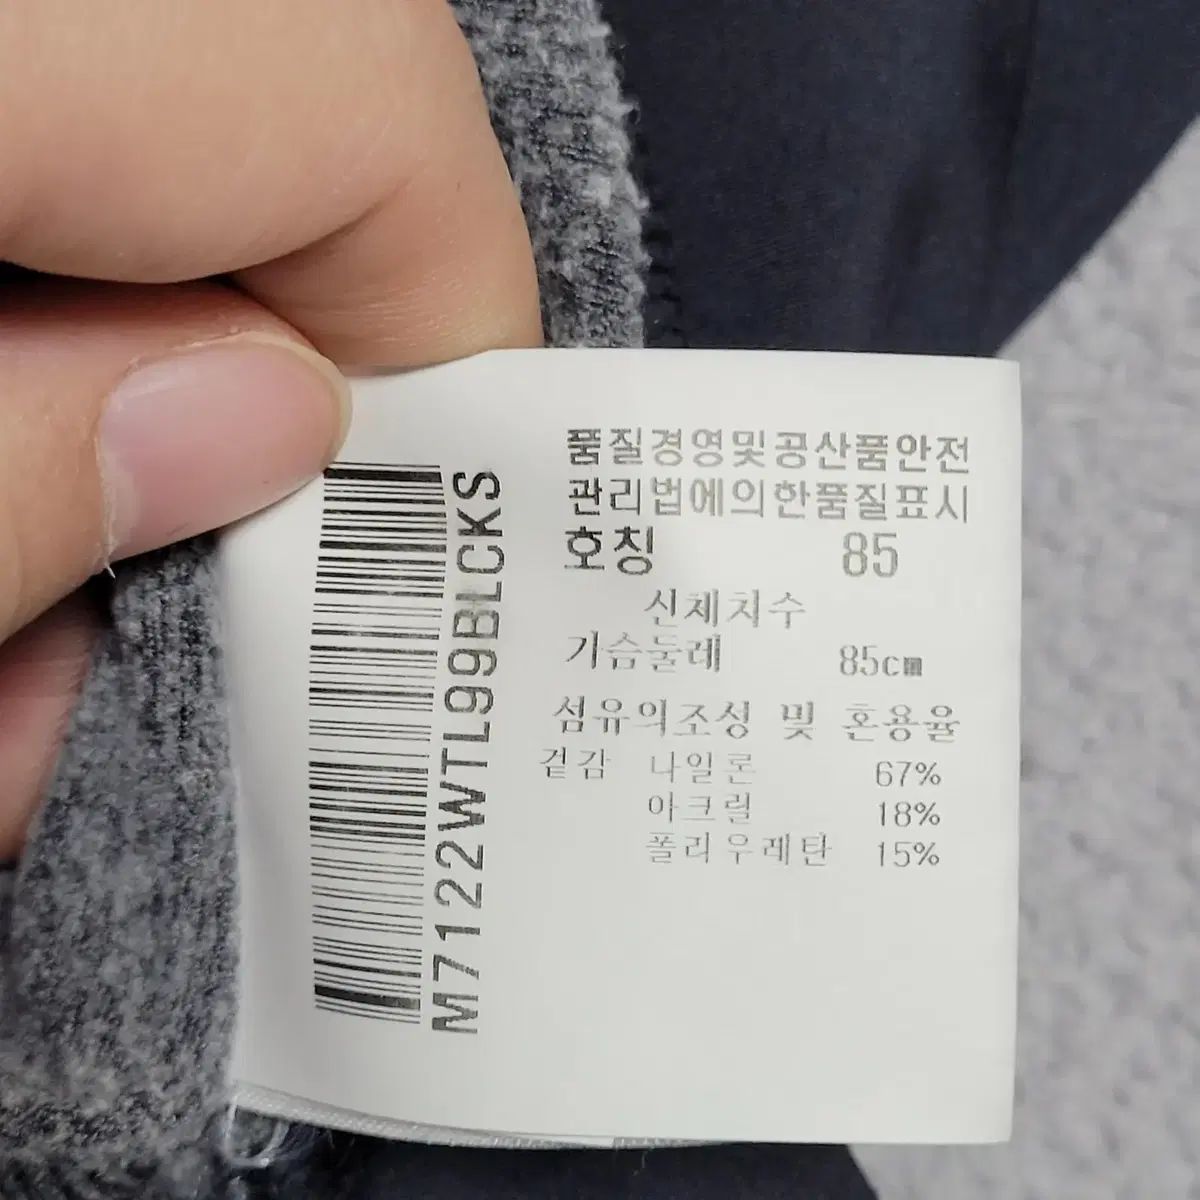 품질경영및공산품안전
관리법에의한품질표시
호칭 85
신체치수
가슴둘레 85cm
섬유의조성 및 혼용율
겉감 나일론 67%
아크릴 18%
폴리우레탄 15%
M7122WTL99BLCKS